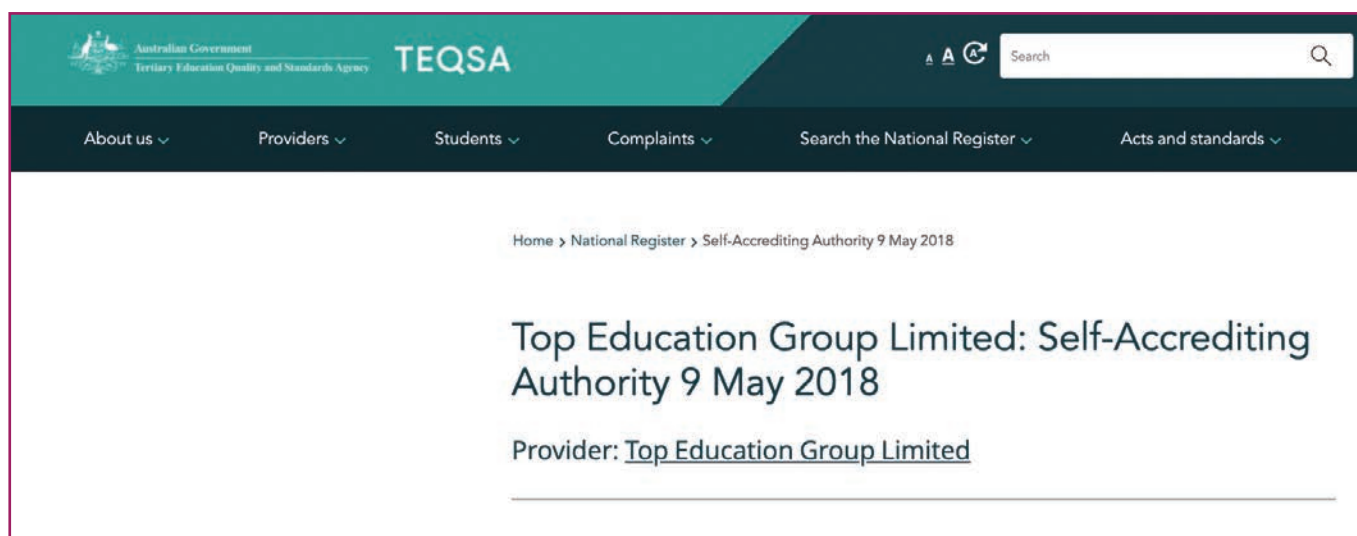 Australian Government
Tertiary Education Quality and Standards Agency
TEQSA
A A A
Search
About us
Providers
Students
Complaints
Search the National Register
Acts and standards
Home > National Register > Self-Accrediting Authority 9 May 2018
Top Education Group Limited: Self-Accrediting
Authority 9 May 2018
Provider: Top Education Group Limited